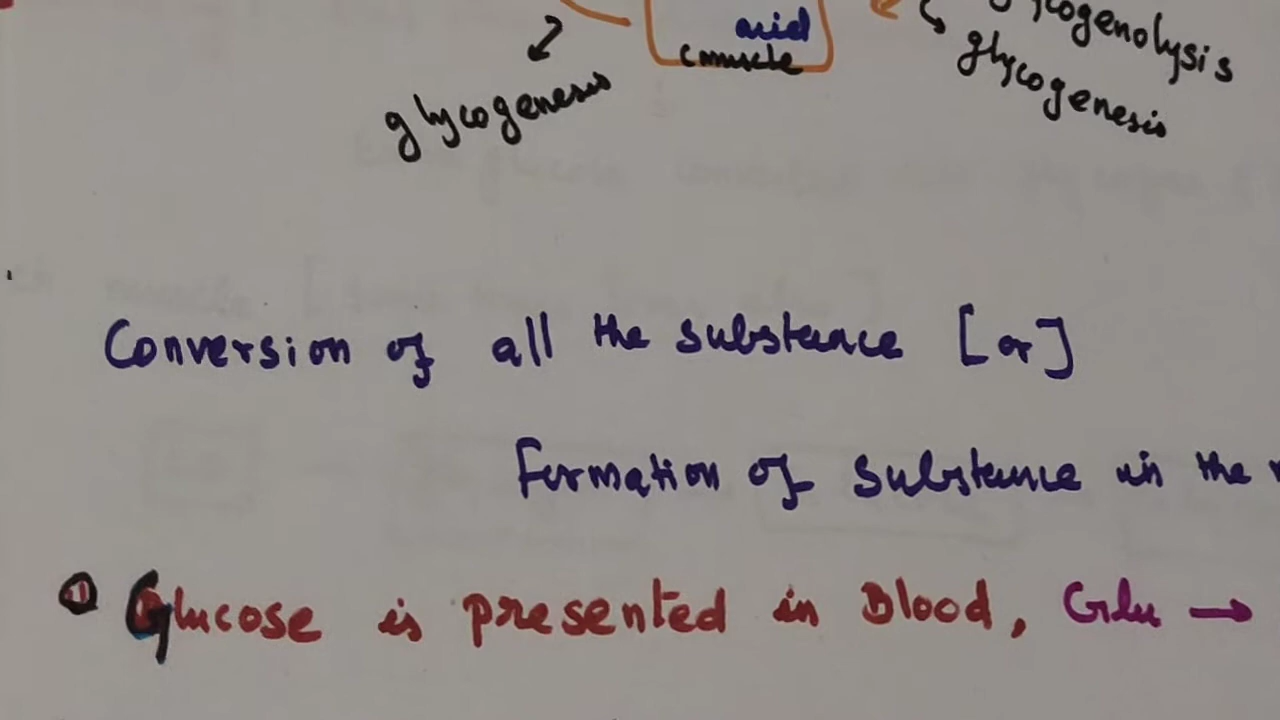 acid
glycogenolysis
(muscle
glycogenesis
glycogenesis
Conversion of all the substance [or]
Formation of substance in the
Glucose is presented in Blood, Glu →